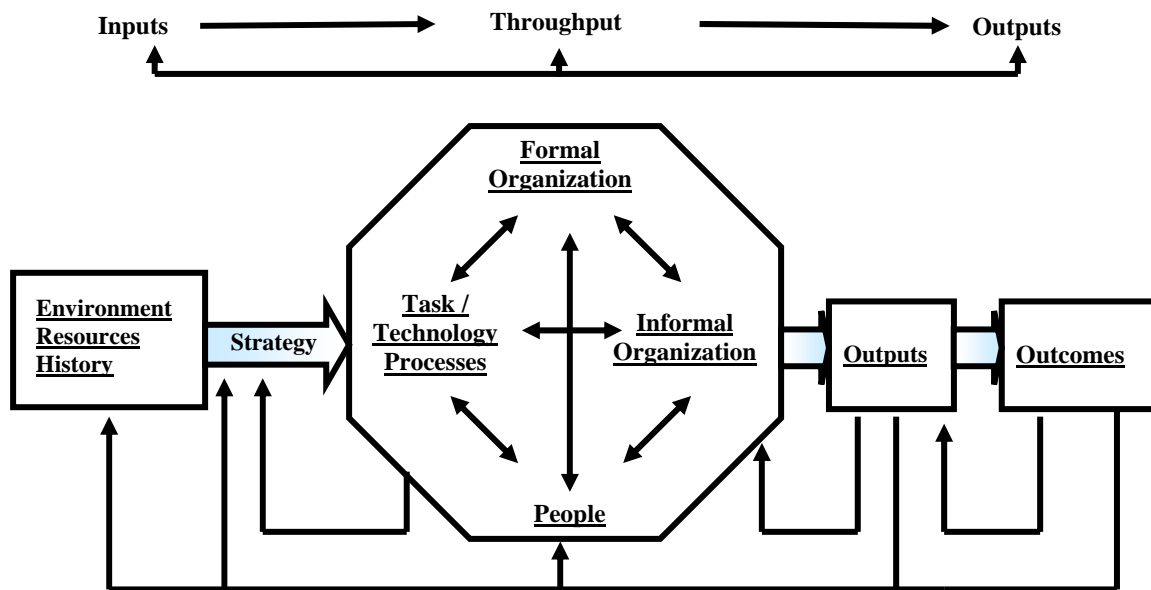 Inputs
Throughput
Outputs
Formal
Organization
Environment
Resources
History
Strategy
Task /
Technology
Processes
Informal
Organization
Outputs
Outcomes
People